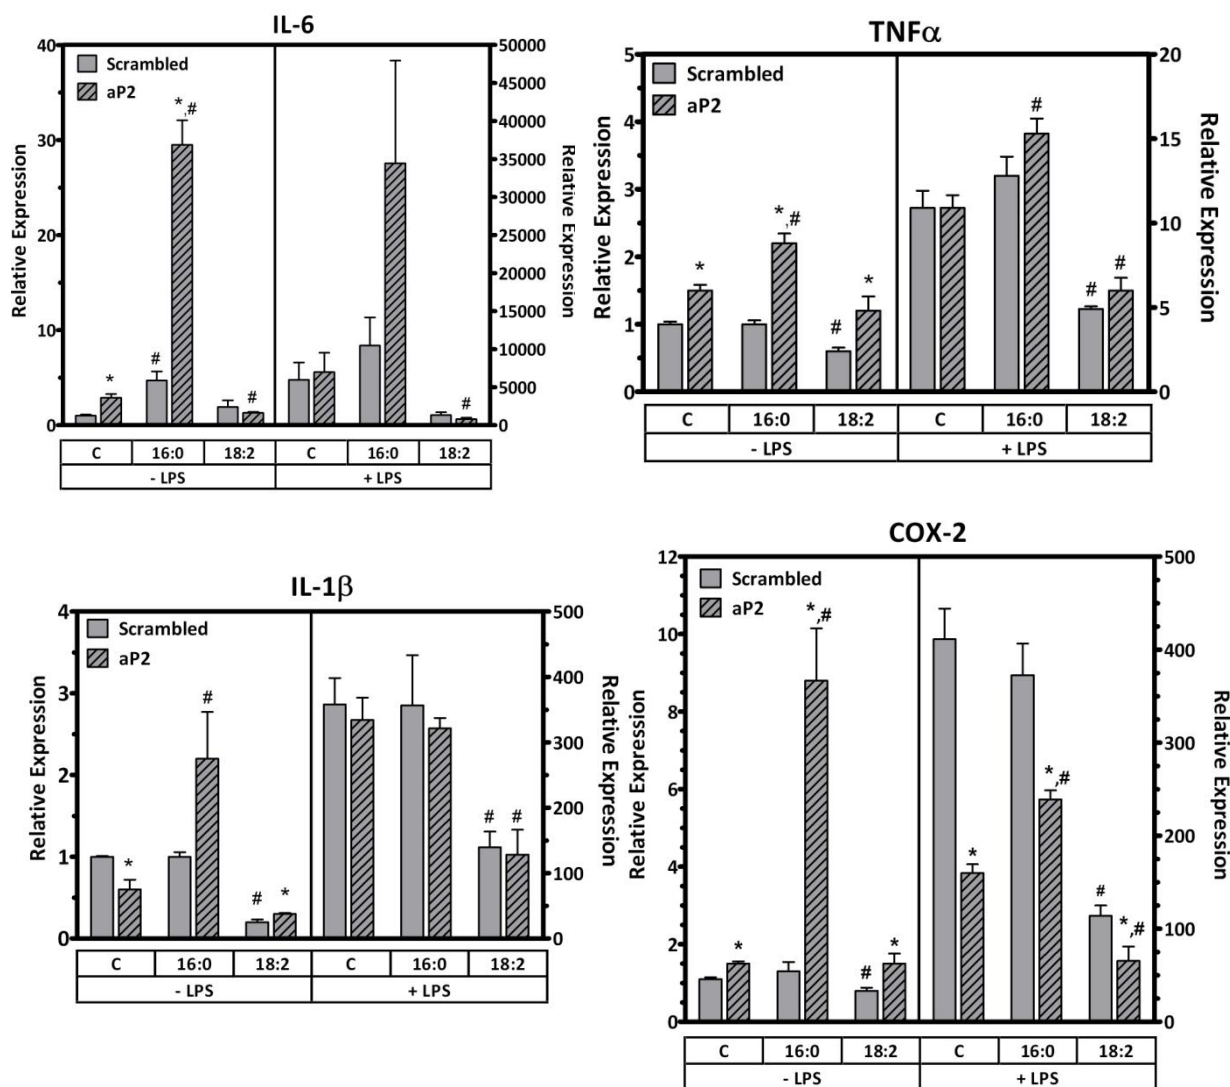 IL-6
40
30
20
10
0
Relative Expression
Scrambled
aP2
*
#
*,#
#
#
50000
45000
40000
35000
30000
25000
20000
15000
10000
5000
0
Relative Expression
C 16:0 18:2 C 16:0 18:2
- LPS + LPS
TNFα
5
4
3
2
1
0
Relative Expression
Scrambled
aP2
*
*,#
#
*
#
#
#
20
15
10
5
0
Relative Expression
C 16:0 18:2 C 16:0 18:2
- LPS + LPS
IL-1β
4
3
2
1
0
Relative Expression
Scrambled
aP2
*
#
#
*
#
#
500
400
300
200
100
0
Relative Expression
C 16:0 18:2 C 16:0 18:2
- LPS + LPS
COX-2
12
10
8
6
4
2
0
Relative Expression
Scrambled
aP2
*
*,#
#
*
*
*,#
#
*,#
500
400
300
200
100
0
Relative Expression
C 16:0 18:2 C 16:0 18:2
- LPS + LPS